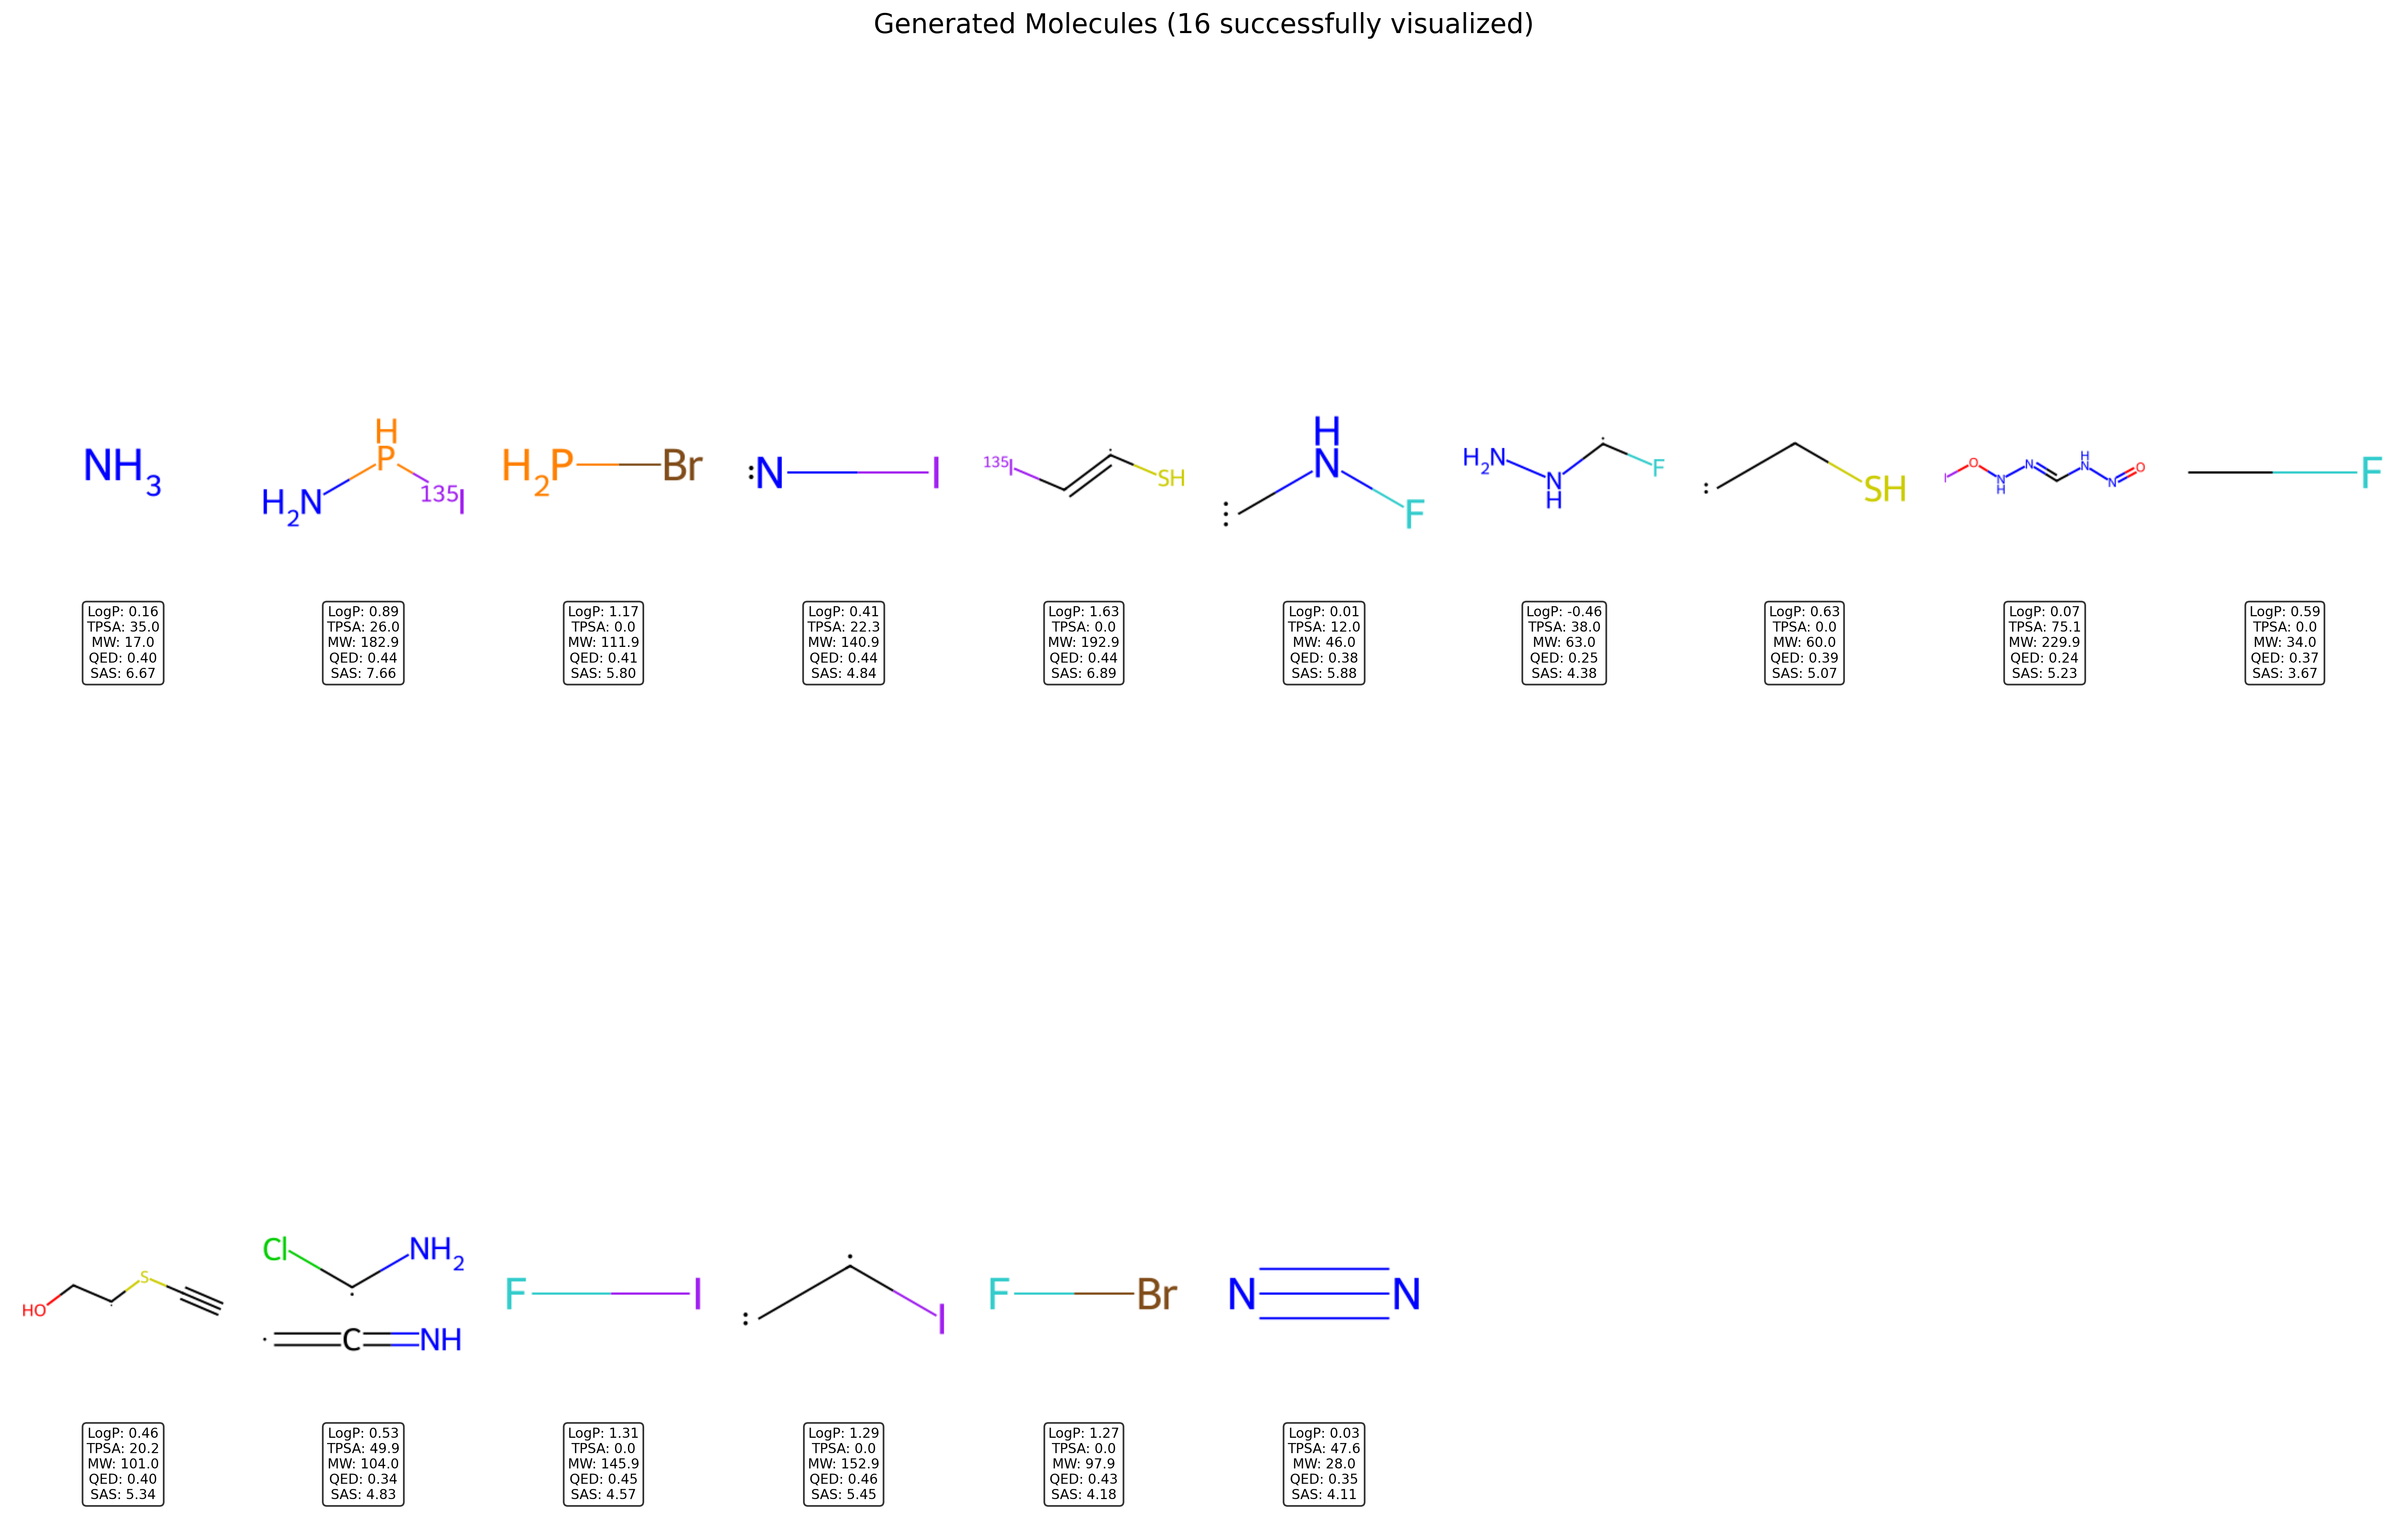 Generated Molecules (16 successfully visualized)
NH3
H
P
H2N
135I
H2P Br
:N I
135I SH
H
N
F
H2N
N
H
F
SH
I O N H N H N N O
F
LogP: 0.16
TPSA: 35.0
MW: 17.0
QED: 0.40
SAS: 6.67
LogP: 0.89
TPSA: 26.0
MW: 182.9
QED: 0.44
SAS: 7.66
LogP: 1.17
TPSA: 0.0
MW: 111.9
QED: 0.41
SAS: 5.80
LogP: 0.41
TPSA: 22.3
MW: 140.9
QED: 0.44
SAS: 4.84
LogP: 1.63
TPSA: 0.0
MW: 192.9
QED: 0.44
SAS: 6.89
LogP: 0.01
TPSA: 12.0
MW: 46.0
QED: 0.38
SAS: 5.88
LogP: -0.46
TPSA: 38.0
MW: 63.0
QED: 0.25
SAS: 4.38
LogP: 0.63
TPSA: 0.0
MW: 60.0
QED: 0.39
SAS: 5.07
LogP: 0.07
TPSA: 75.1
MW: 229.9
QED: 0.24
SAS: 5.23
LogP: 0.59
TPSA: 0.0
MW: 34.0
QED: 0.37
SAS: 3.67
HO S
Cl NH2
C NH
F I
I
F Br
N N
LogP: 0.46
TPSA: 20.2
MW: 101.0
QED: 0.40
SAS: 5.34
LogP: 0.53
TPSA: 49.9
MW: 104.0
QED: 0.34
SAS: 4.83
LogP: 1.31
TPSA: 0.0
MW: 145.9
QED: 0.45
SAS: 4.57
LogP: 1.29
TPSA: 0.0
MW: 152.9
QED: 0.46
SAS: 5.45
LogP: 1.27
TPSA: 0.0
MW: 97.9
QED: 0.43
SAS: 4.18
LogP: 0.03
TPSA: 47.6
MW: 28.0
QED: 0.35
SAS: 4.11